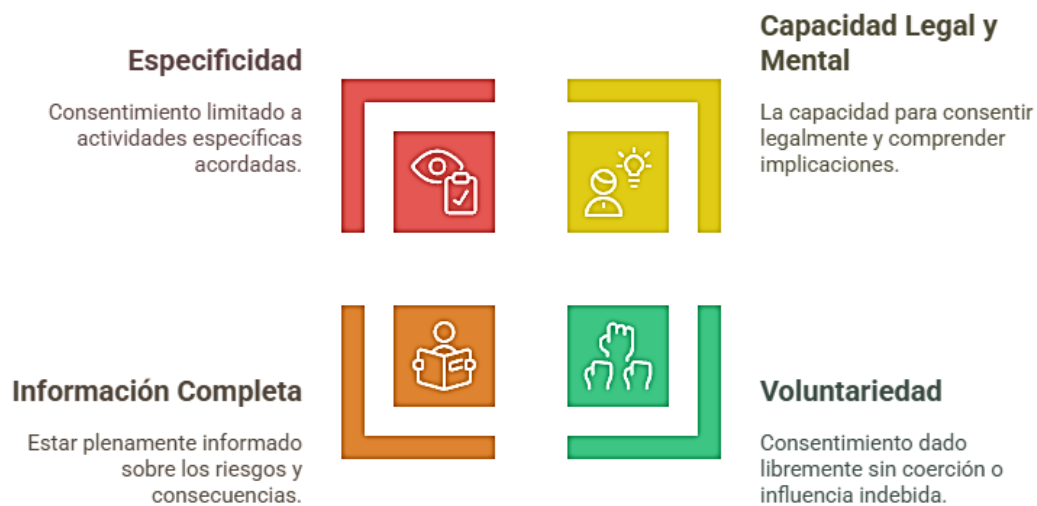 Especificidad
Consentimiento limitado a
actividades específicas
acordadas.
Capacidad Legal y
Mental
La capacidad para consentir
legalmente y comprender
implicaciones.
Información Completa
Estar plenamente informado
sobre los riesgos y
consecuencias.
Voluntariedad
Consentimiento dado
libremente sin coerción o
influencia indebida.